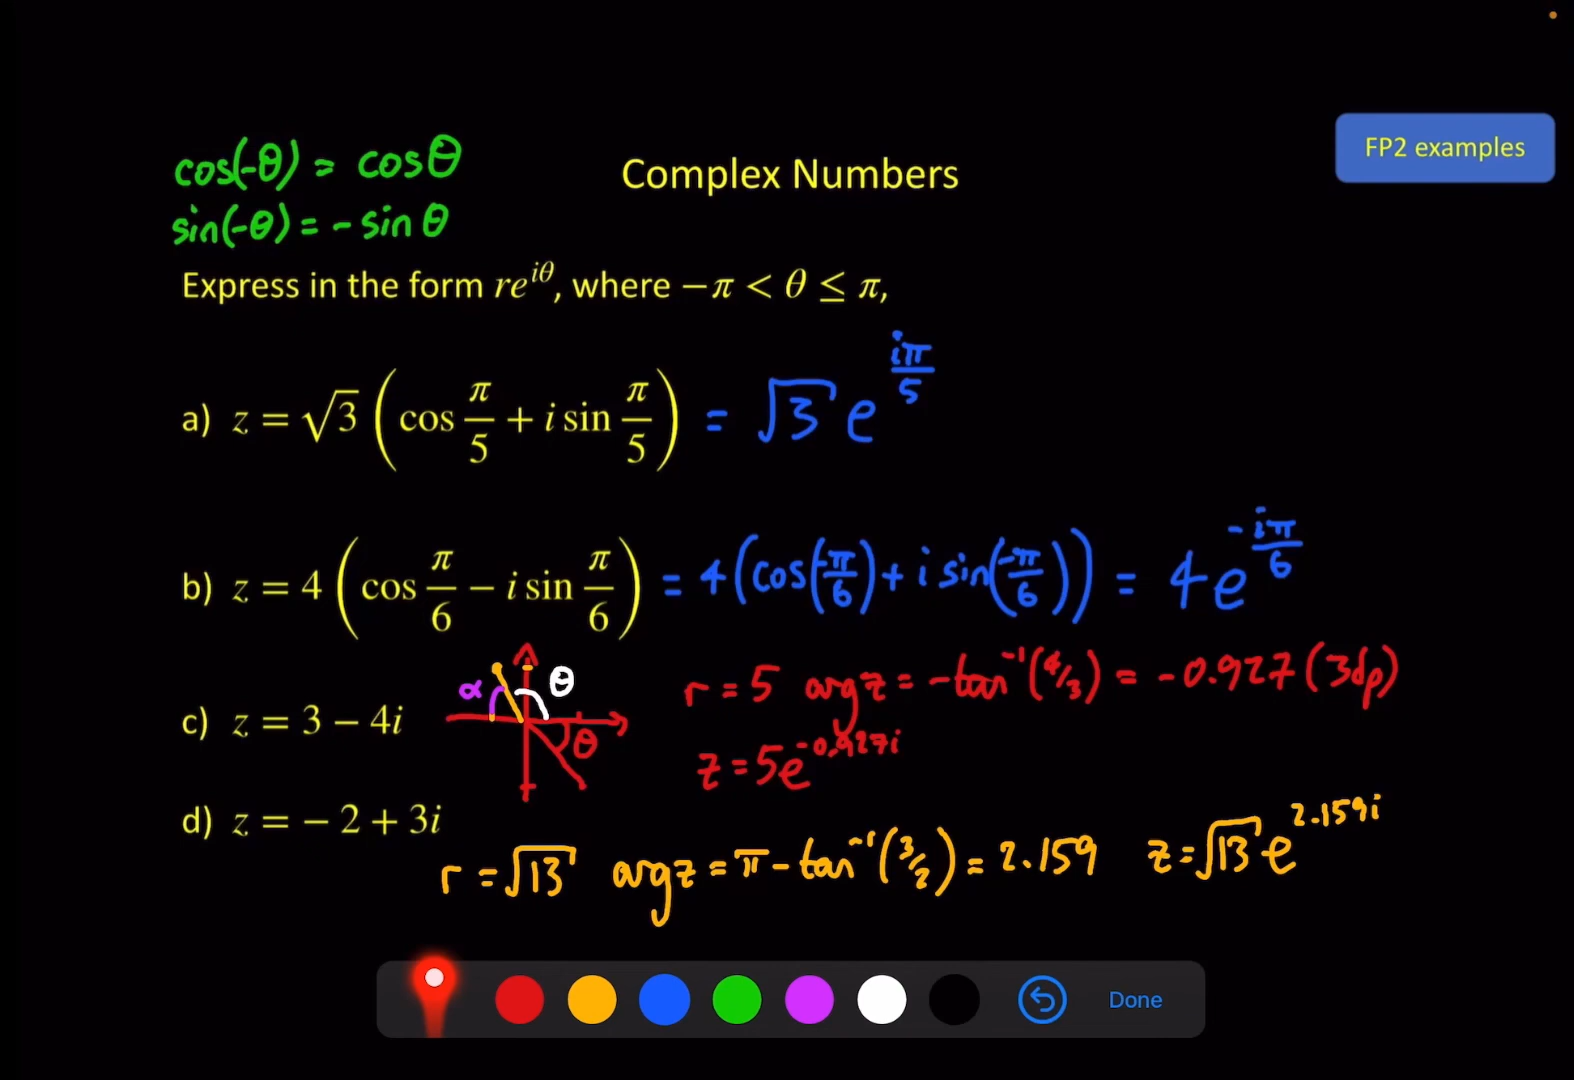 cos(-θ) = cosθ
Complex Numbers
FP2 examples
sin(-θ) = - sin θ
Express in the form re^{iθ}, where −π < θ ≤ π,
a) z = √3 (cos π/5 + i sin π/5) = √3 e^{iπ/5}
b) z = 4 (cos π/6 − i sin π/6) = 4(cos(-π/6) + i sin(-π/6)) = 4e^{-iπ/6}
α θ
r = 5 arg z = -tan⁻¹(4/3) = -0.927 (3dp)
c) z = 3 − 4i
θ
z = 5e^{-0.927i}
d) z = − 2 + 3i
r = √13 arg z = π - tan⁻¹(3/2) = 2.159 z = √13 e^{2.159i}
Done